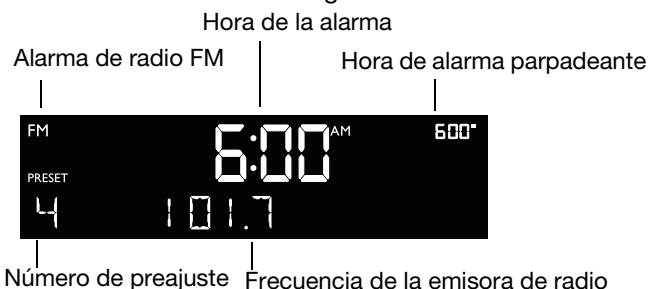 Hora de la alarma
Alarma de radio FM
Hora de alarma parpadeante
FM
6:00 AM
600"
PRESET
4
101.7
Número de preajuste
Frecuencia de la emisora de radio